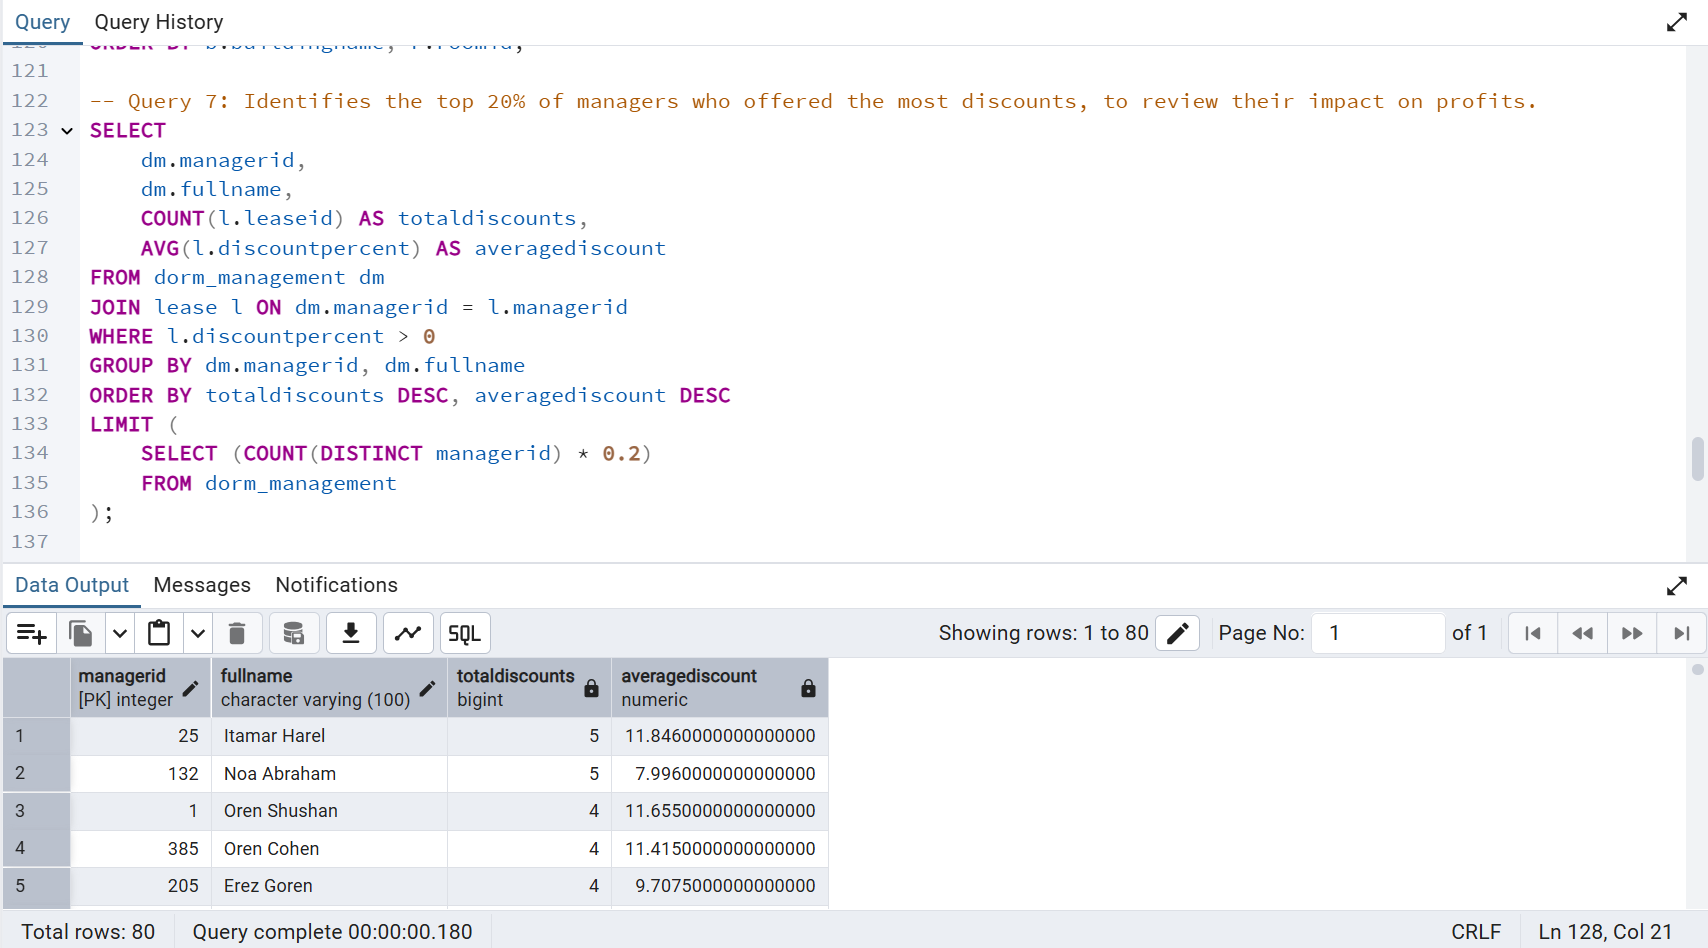 Query Query History
120 ORDER BY b.buildingname, r.roomid;
121
122 -- Query 7: Identifies the top 20% of managers who offered the most discounts, to review their impact on profits.
123 SELECT
124 dm.managerid,
125 dm.fullname,
126 COUNT(l.leaseid) AS totaldiscounts,
127 AVG(l.discountpercent) AS averagediscount
128 FROM dorm_management dm
129 JOIN lease l ON dm.managerid = l.managerid
130 WHERE l.discountpercent > 0
131 GROUP BY dm.managerid, dm.fullname
132 ORDER BY totaldiscounts DESC, averagediscount DESC
133 LIMIT (
134 SELECT (COUNT(DISTINCT managerid) * 0.2)
135 FROM dorm_management
136 );
137
Data Output Messages Notifications
SQL Showing rows: 1 to 80 Page No: 1 of 1
managerid fullname totaldiscounts averagediscount
[PK] integer character varying (100) bigint numeric
1 25 Itamar Harel 5 11.8460000000000000
2 132 Noa Abraham 5 7.9960000000000000
3 1 Oren Shushan 4 11.6550000000000000
4 385 Oren Cohen 4 11.4150000000000000
5 205 Erez Goren 4 9.7075000000000000
Total rows: 80 Query complete 00:00:00.180 CRLF Ln 128, Col 21